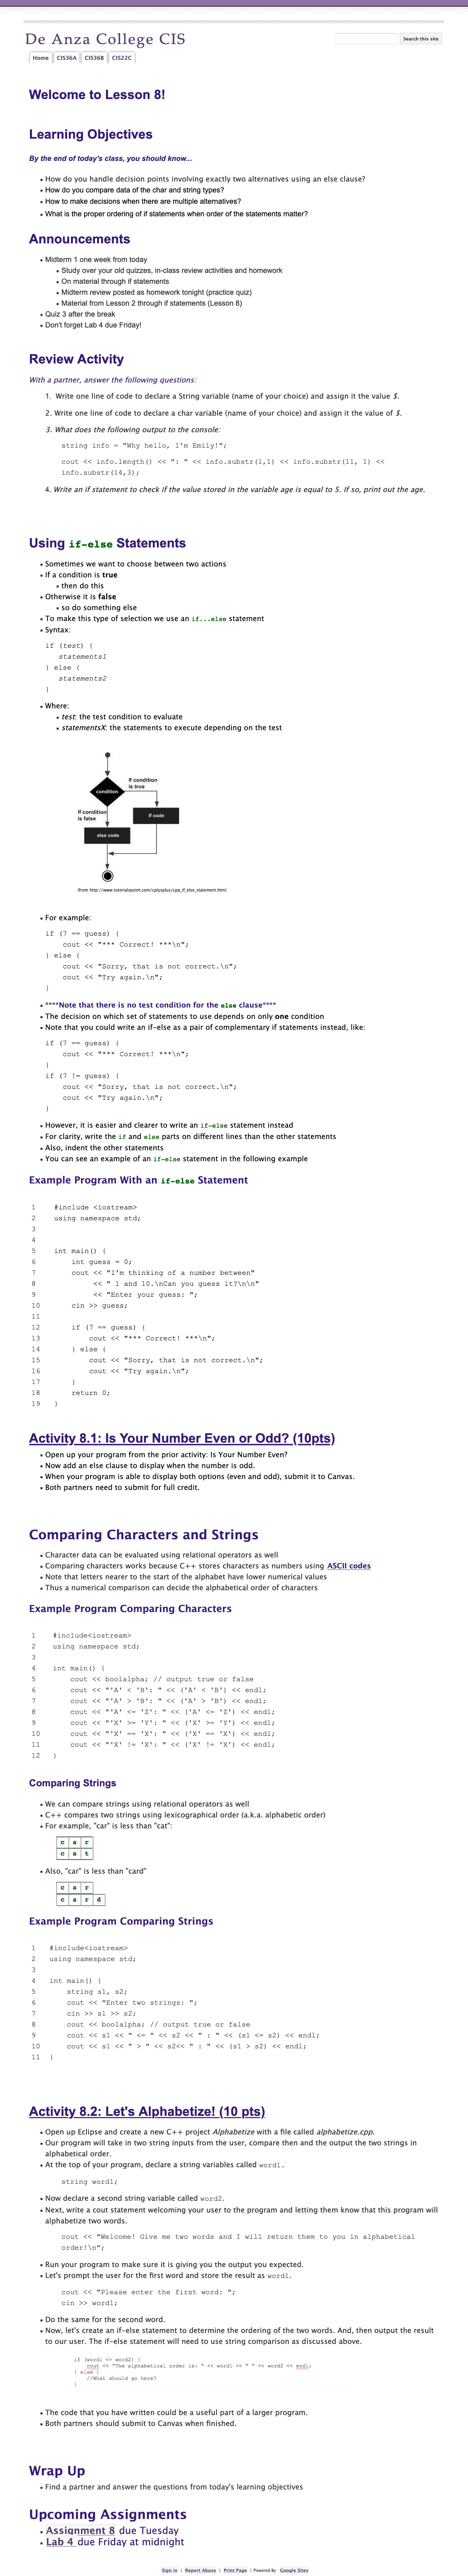 De Anza College CIS
Search this site
Home CIS36A CIS36B CIS22C
Welcome to Lesson 8!
Learning Objectives
By the end of today's class, you should know...
How do you handle decision points involving exactly two alternatives using an else clause?
How do you compare data of the char and string types?
How to make decisions when there are multiple alternatives?
What is the proper ordering of if statements when order of the statements matter?
Announcements
Midterm 1 one week from today
Study over your old quizzes, in-class review activities and homework
On material through if statements
Midterm review posted as homework tonight (practice quiz)
Material from Lesson 2 through if statements (Lesson 8)
Quiz 3 after the break
Don't forget Lab 4 due Friday!
Review Activity
With a partner, answer the following questions:
1. Write one line of code to declare a String variable (name of your choice) and assign it the value $.
2. Write one line of code to declare a char variable (name of your choice) and assign it the value of $.
3. What does the following output to the console:
string info = "Why hello, I'm Emily!";
cout << info.length() << ": " << info.substr(1,1) << info.substr(11, 1) <<
info.substr(14,3);
4. Write an if statement to check if the value stored in the variable age is equal to 5. If so, print out the age.
Using if-else Statements
Sometimes we want to choose between two actions
If a condition is true
then do this
Otherwise it is false
so do something else
To make this type of selection we use an if...else statement
Syntax:
if (test) {
statements1
} else {
statements2
}
Where:
test: the test condition to evaluate
statementsX: the statements to execute depending on the test
If condition
is true
condition
If condition
is false
if code
else code
(from http://www.tutorialspoint.com/cplusplus/cpp_if_else_statement.html)
For example:
if (7 == guess) {
cout << "*** Correct! ***\n";
} else {
cout << "Sorry, that is not correct.\n";
cout << "Try again.\n";
}
****Note that there is no test condition for the else clause****
The decision on which set of statements to use depends on only one condition
Note that you could write an if-else as a pair of complementary if statements instead, like:
if (7 == guess) {
cout << "*** Correct! ***\n";
}
if (7 != guess) {
cout << "Sorry, that is not correct.\n";
cout << "Try again.\n";
}
However, it is easier and clearer to write an if-else statement instead
For clarity, write the if and else parts on different lines than the other statements
Also, indent the other statements
You can see an example of an if-else statement in the following example
Example Program With an if-else Statement
1 #include <iostream>
2 using namespace std;
3
4
5 int main() {
6 int guess = 0;
7 cout << "I'm thinking of a number between"
8 << " 1 and 10.\nCan you guess it?\n\n"
9 << "Enter your guess: ";
10 cin >> guess;
11
12 if (7 == guess) {
13 cout << "*** Correct! ***\n";
14 } else {
15 cout << "Sorry, that is not correct.\n";
16 cout << "Try again.\n";
17 }
18 return 0;
19 }
Activity 8.1: Is Your Number Even or Odd? (10pts)
Open up your program from the prior activity: Is Your Number Even?
Now add an else clause to display when the number is odd.
When your program is able to display both options (even and odd), submit it to Canvas.
Both partners need to submit for full credit.
Comparing Characters and Strings
Character data can be evaluated using relational operators as well
Comparing characters works because C++ stores characters as numbers using ASCII codes
Note that letters nearer to the start of the alphabet have lower numerical values
Thus a numerical comparison can decide the alphabetical order of characters
Example Program Comparing Characters
1 #include<iostream>
2 using namespace std;
3
4 int main() {
5 cout << boolalpha; // output true or false
6 cout << "'A' < 'B': " << ('A' < 'B') << endl;
7 cout << "'A' > 'B': " << ('A' > 'B') << endl;
8 cout << "'A' <= 'Z': " << ('A' <= 'Z') << endl;
9 cout << "'X' >= 'Y': " << ('X' >= 'Y') << endl;
10 cout << "'X' == 'X': " << ('X' == 'X') << endl;
11 cout << "'X' != 'X': " << ('X' != 'X') << endl;
12 }
Comparing Strings
We can compare strings using relational operators as well
C++ compares two strings using lexicographical order (a.k.a. alphabetic order)
For example, "car" is less than "cat":
c a r
c a t
Also, "car" is less than "card"
c a r
c a r d
Example Program Comparing Strings
1 #include<iostream>
2 using namespace std;
3
4 int main() {
5 string s1, s2;
6 cout << "Enter two strings: ";
7 cin >> s1 >> s2;
8 cout << boolalpha; // output true or false
9 cout << s1 << " <= " << s2 << " : " << (s1 <= s2) << endl;
10 cout << s1 << " > " << s2<< " : " << (s1 > s2) << endl;
11 }
Activity 8.2: Let's Alphabetize! (10 pts)
Open up Eclipse and create a new C++ project Alphabetize with a file called alphabetize.cpp.
Our program will take in two string inputs from the user, compare then and the output the two strings in
alphabetical order.
At the top of your program, declare a string variables called word1.
string word1;
Now declare a second string variable called word2.
Next, write a cout statement welcoming your user to the program and letting them know that this program will
alphabetize two words.
cout << "Welcome! Give me two words and I will return them to you in alphabetical
order!\n";
Run your program to make sure it is giving you the output you expected.
Let's prompt the user for the first word and store the result as word1.
cout << "Please enter the first word: ";
cin >> word1;
Do the same for the second word.
Now, let's create an if-else statement to determine the ordering of the two words. And, then output the result
to our user. The if-else statement will need to use string comparison as discussed above.
if (word1 <= word2) {
cout << "The alphabetical order is: " << word1 << " " << word2 << endl;
} else {
//What should go here?
}
The code that you have written could be a useful part of a larger program.
Both partners should submit to Canvas when finished.
Wrap Up
Find a partner and answer the questions from today's learning objectives
Upcoming Assignments
Assignment 8 due Tuesday
Lab 4 due Friday at midnight
Sign in | Report Abuse | Print Page | Powered By Google Sites